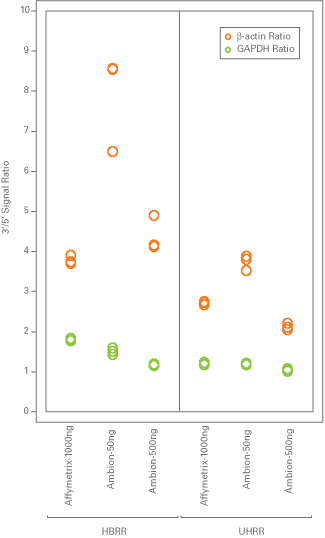 10
9
8
7
6
5
4
3
2
1
0
3′/5′ Signal Ratio
β-actin Ratio
GAPDH Ratio
Affymetrix-1000ng
Ambion-50ng
Ambion-500ng
Affymetrix-1000ng
Ambion-50ng
Ambion-500ng
HBRR
UHRR